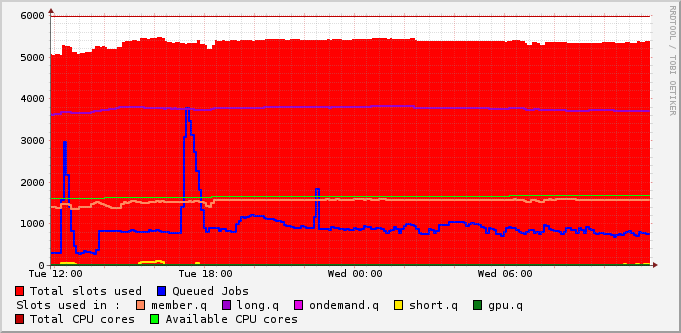 6000
5000
4000
3000
2000
1000
0
Tue 12:00 Tue 18:00 Wed 00:00 Wed 06:00
Total slots used Queued Jobs
Slots used in : member.q long.q ondemand.q short.q gpu.q
Total CPU cores Available CPU cores
RRDTOOL / TOBI OETIKER